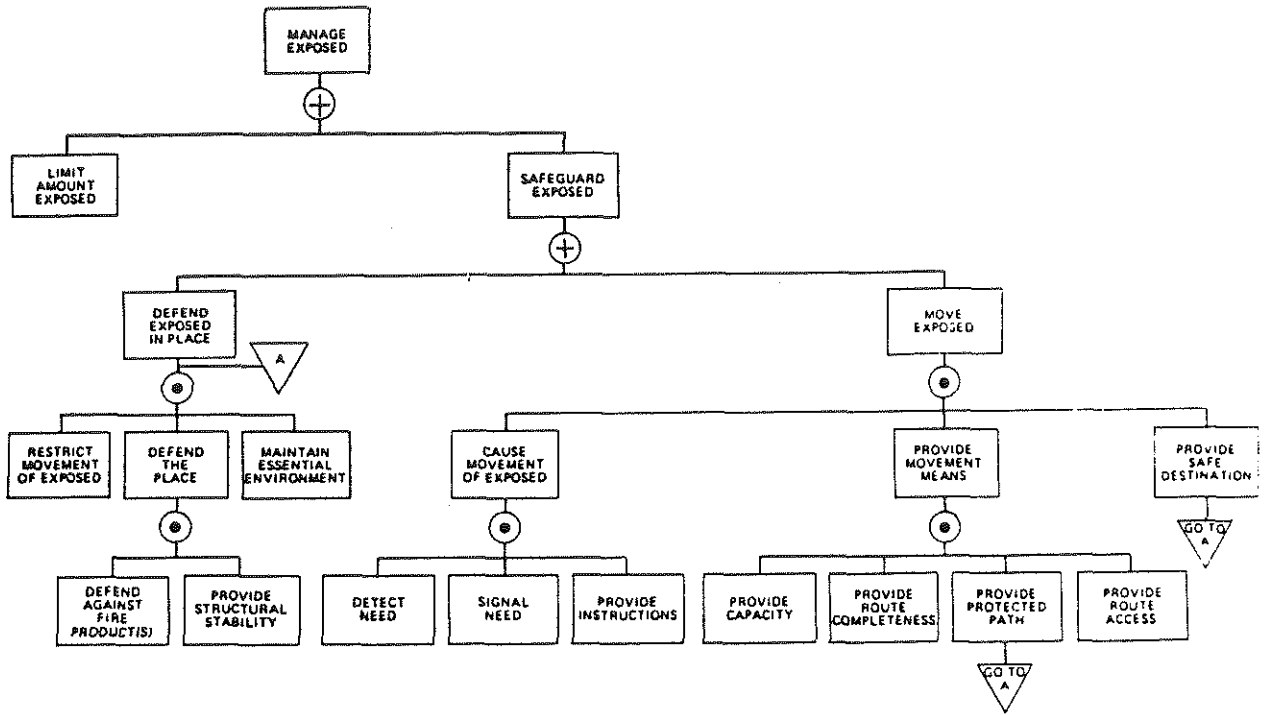 MANAGE
EXPOSED
LIMIT
AMOUNT
EXPOSED
SAFEGUARD
EXPOSED
DEFEND
EXPOSED
IN PLACE
A
MOVE
EXPOSED
RESTRICT
MOVEMENT
OF EXPOSED
DEFEND
THE
PLACE
MAINTAIN
ESSENTIAL
ENVIRONMENT
CAUSE
MOVEMENT
OF EXPOSED
PROVIDE
MOVEMENT
MEANS
PROVIDE
SAFE
DESTINATION
GO TO
A
DEFEND
AGAINST
FIRE
PRODUCT(S)
PROVIDE
STRUCTURAL
STABILITY
DETECT
NEED
SIGNAL
NEED
PROVIDE
INSTRUCTIONS
PROVIDE
CAPACITY
PROVIDE
ROUTE
COMPLETENESS
PROVIDE
PROTECTED
PATH
PROVIDE
ROUTE
ACCESS
GO TO
A